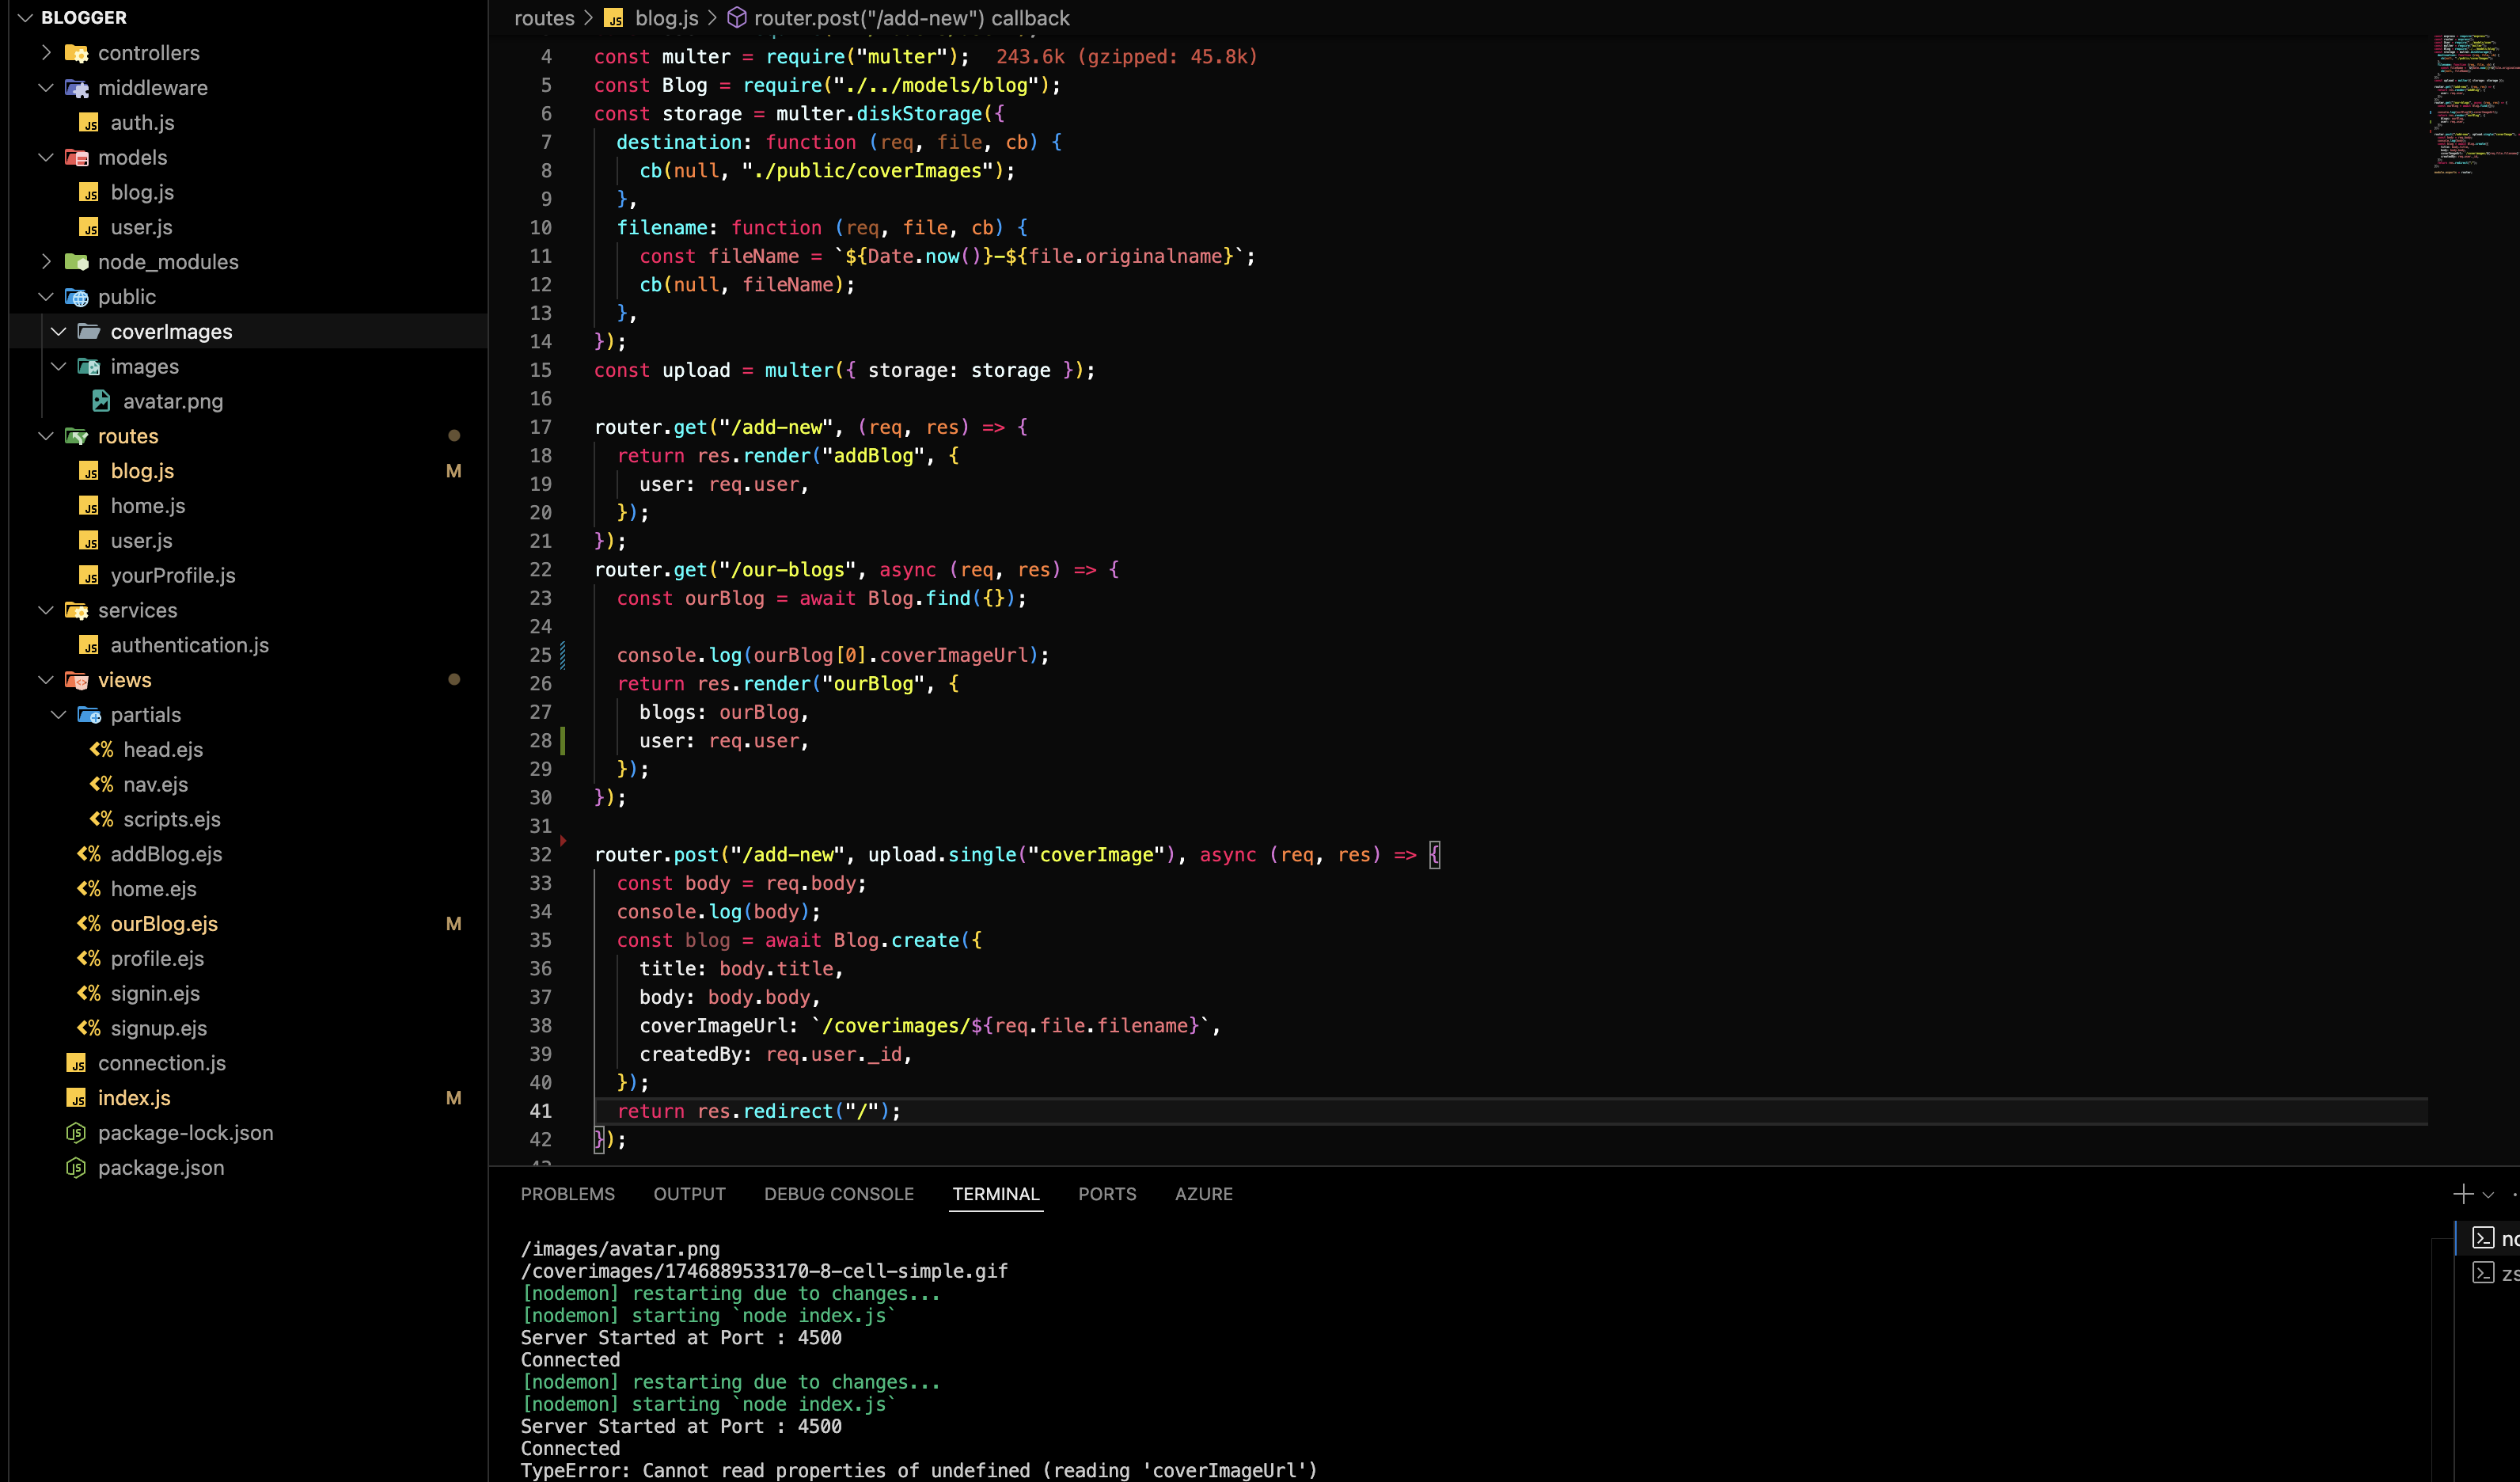 BLOGGER
controllers
middleware
auth.js
models
blog.js
user.js
node_modules
public
coverImages
images
avatar.png
routes
blog.js M
home.js
user.js
yourProfile.js
services
authentication.js
views
partials
head.ejs
nav.ejs
scripts.ejs
addBlog.ejs
home.ejs
ourBlog.ejs M
profile.ejs
signin.ejs
signup.ejs
connection.js
index.js M
package-lock.json
package.json
routes > JS blog.js > router.post("/add-new") callback
4 const multer = require("multer"); 243.6k (gzipped: 45.8k)
5 const Blog = require("./../models/blog");
6 const storage = multer.diskStorage({
7 destination: function (req, file, cb) {
8 cb(null, "./public/coverImages");
9 },
10 filename: function (req, file, cb) {
11 const fileName = `${Date.now()}-${file.originalname}`;
12 cb(null, fileName);
13 },
14 });
15 const upload = multer({ storage: storage });
16
17 router.get("/add-new", (req, res) => {
18 return res.render("addBlog", {
19 user: req.user,
20 });
21 });
22 router.get("/our-blogs", async (req, res) => {
23 const ourBlog = await Blog.find({});
24
25 console.log(ourBlog[0].coverImageUrl);
26 return res.render("ourBlog", {
27 blogs: ourBlog,
28 user: req.user,
29 });
30 });
31
32 router.post("/add-new", upload.single("coverImage"), async (req, res) => {
33 const body = req.body;
34 console.log(body);
35 const blog = await Blog.create({
36 title: body.title,
37 body: body.body,
38 coverImageUrl: `/coverimages/${req.file.filename}`,
39 createdBy: req.user._id,
40 });
41 return res.redirect("/");
42 });
PROBLEMS OUTPUT DEBUG CONSOLE TERMINAL PORTS AZURE
/images/avatar.png
/coverimages/1746889533170-8-cell-simple.gif
[nodemon] restarting due to changes...
[nodemon] starting `node index.js`
Server Started at Port : 4500
Connected
[nodemon] restarting due to changes...
[nodemon] starting `node index.js`
Server Started at Port : 4500
Connected
TypeError: Cannot read properties of undefined (reading 'coverImageUrl')